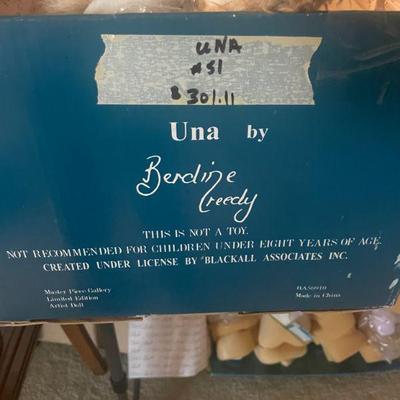 UNA
#51
$301.11
Una by
Berdine
Creedy
THIS IS NOT A TOY.
NOT RECOMMENDED FOR CHILDREN UNDER EIGHT YEARS OF AGE.
CREATED UNDER LICENSE BY BLACKALL ASSOCIATES INC.
Master Piece Gallery
Limited Edition
Artist Doll
Made in China